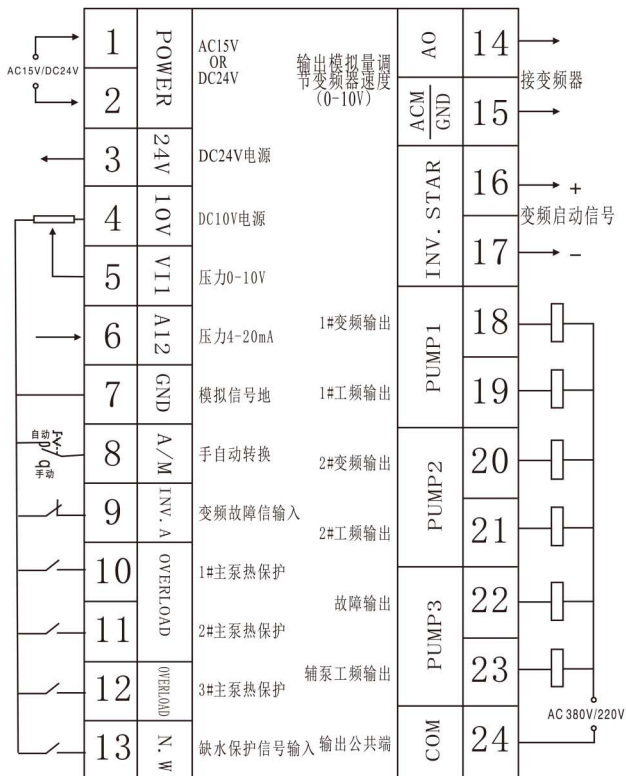 AC15V/DC24V
1
2
POWER
AC15V
OR
DC24V
3
24V
DC24V电源
4
10V
DC10V电源
5
VI1
压力0-10V
6
A12
压力4-20mA
7
GND
模拟信号地
自动
手动
8
A/M
手自动转换
9
INV.A
变频故障信输入
10
OVERLOAD
1#主泵热保护
11
2#主泵热保护
12
OVERLOAD
3#主泵热保护
13
N.W
缺水保护信号输入
输出模拟量调
节变频器速度
(0-10V)
AO
14
ACM
GND
15
接变频器
INV.STAR
16
+
变频启动信号
17
-
1#变频输出
PUMP1
18
1#工频输出
19
2#变频输出
PUMP2
20
2#工频输出
21
故障输出
PUMP3
22
辅泵工频输出
23
输出公共端
COM
24
AC 380V/220V